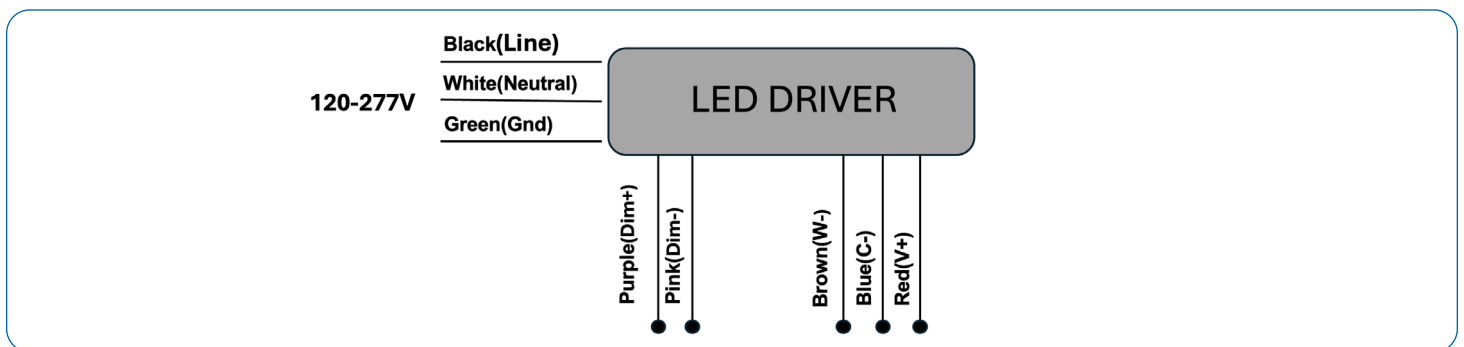 Black(Line)
White(Neutral)
120-277V
Green(Gnd)
LED DRIVER
Purple(Dim+)
Pink(Dim-)
Brown(W-)
Blue(C-)
Red(V+)